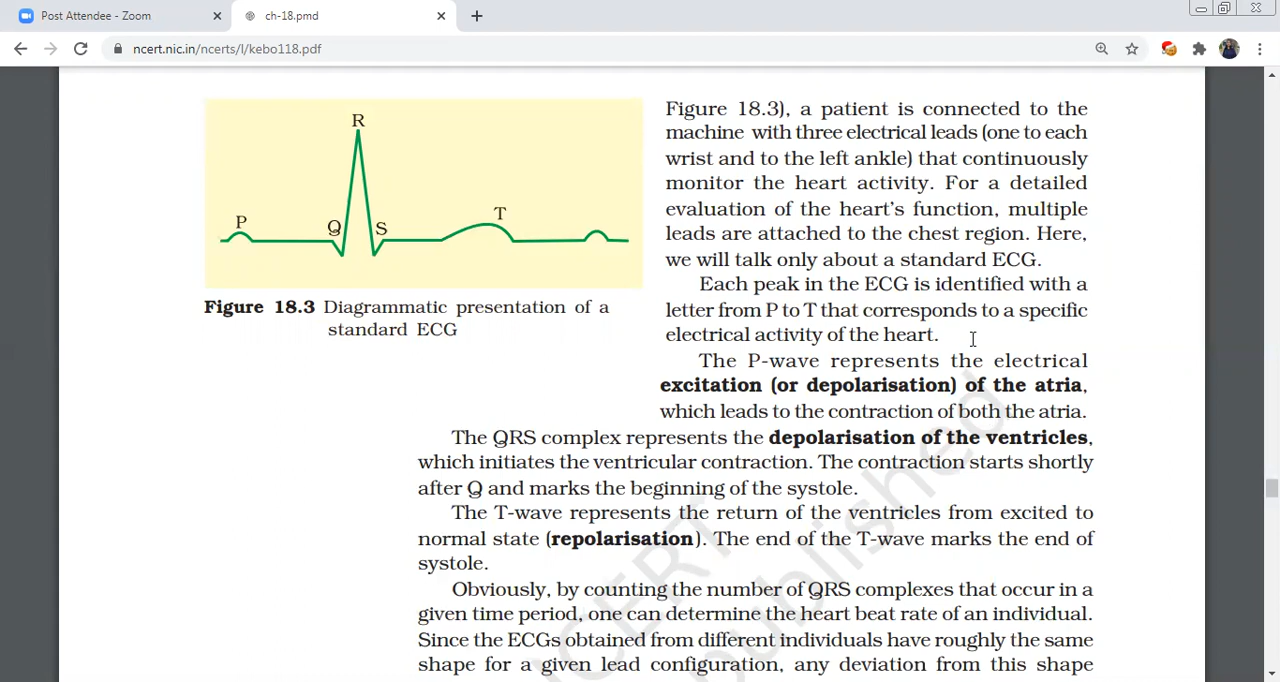 Post Attendee - Zoom
ch-18.pmd
ncert.nic.in/ncerts/l/kebo118.pdf
R
P
Q
S
T
Figure 18.3 Diagrammatic presentation of a
standard ECG
Figure 18.3), a patient is connected to the
machine with three electrical leads (one to each
wrist and to the left ankle) that continuously
monitor the heart activity. For a detailed
evaluation of the heart's function, multiple
leads are attached to the chest region. Here,
we will talk only about a standard ECG.
Each peak in the ECG is identified with a
letter from P to T that corresponds to a specific
electrical activity of the heart.
The P-wave represents the electrical
excitation (or depolarisation) of the atria,
which leads to the contraction of both the atria.
The QRS complex represents the depolarisation of the ventricles,
which initiates the ventricular contraction. The contraction starts shortly
after Q and marks the beginning of the systole.
The T-wave represents the return of the ventricles from excited to
normal state (repolarisation). The end of the T-wave marks the end of
systole.
Obviously, by counting the number of QRS complexes that occur in a
given time period, one can determine the heart beat rate of an individual.
Since the ECGs obtained from different individuals have roughly the same
shape for a given lead configuration, any deviation from this shape
NCERT
published